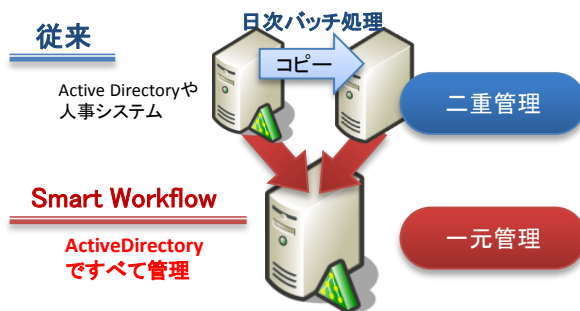 日次バッチ処理
従来
コピー
Active Directoryや
人事システム
二重管理
Smart Workflow
ActiveDirectory
ですべて管理
一元管理